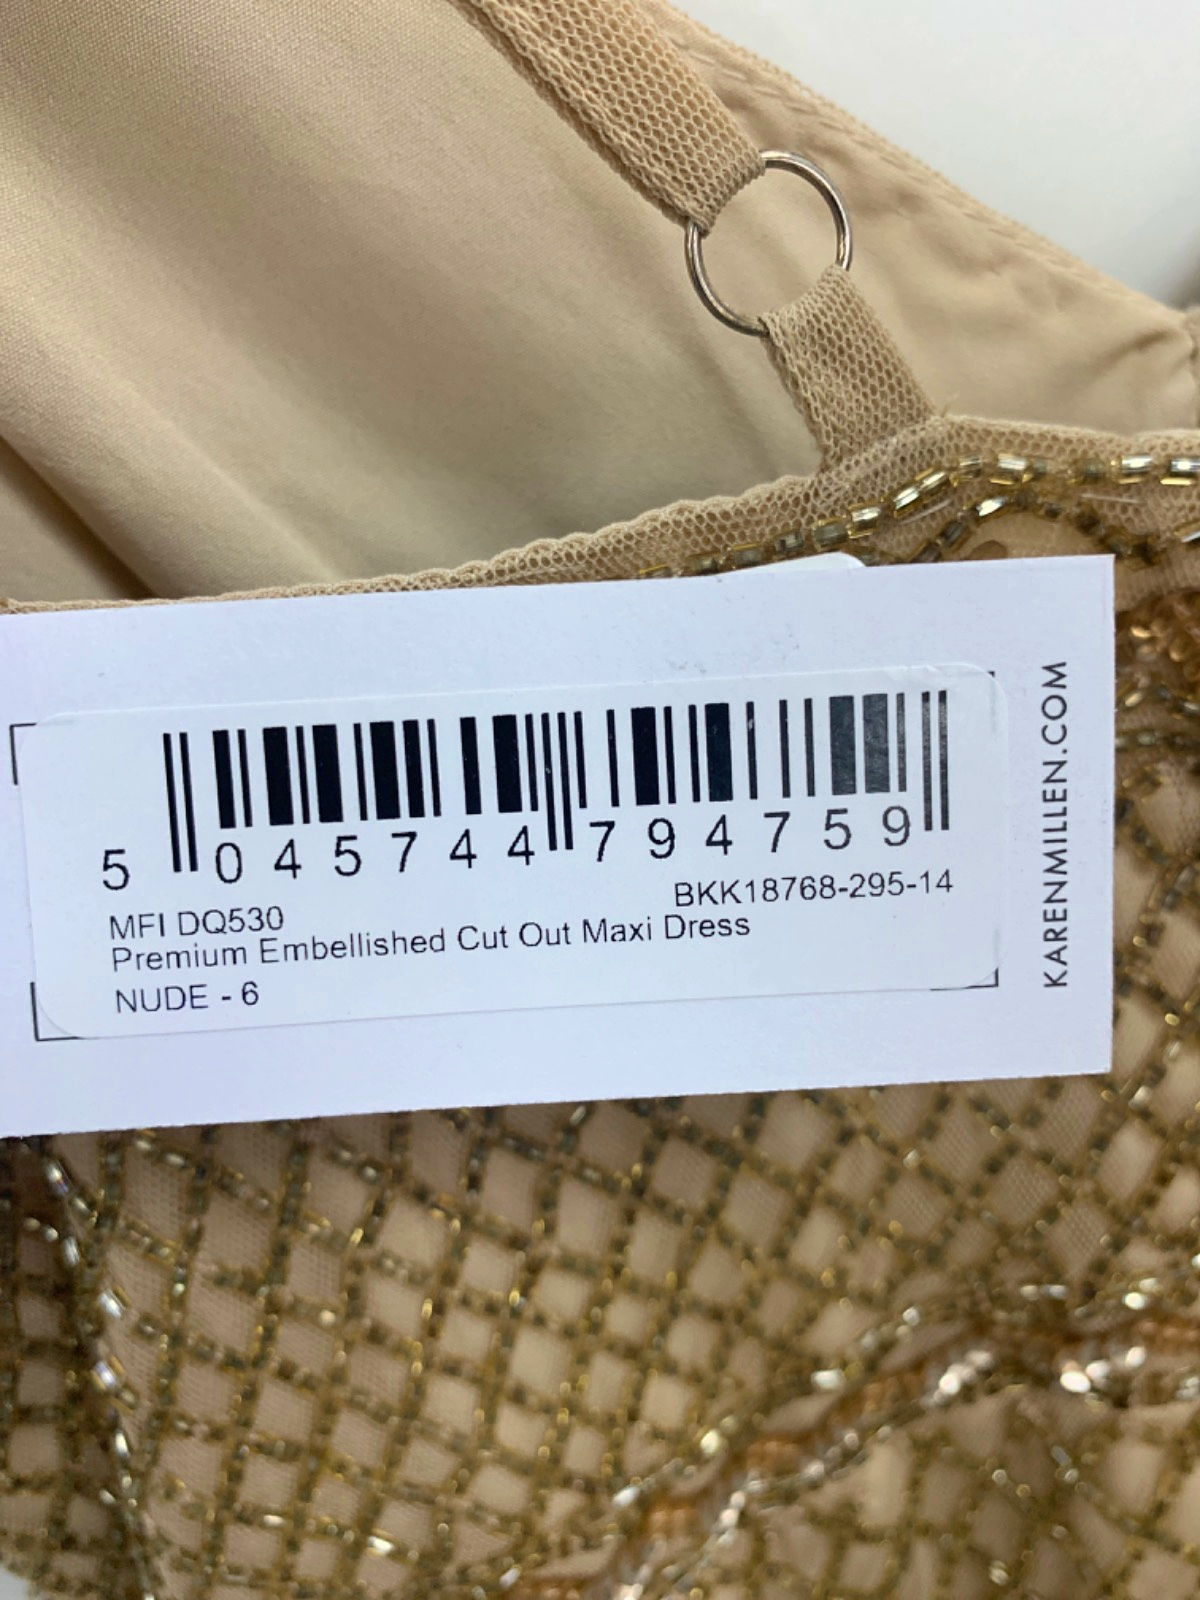 5 045744 794759
BKK18768-295-14
MFI DQ530
Premium Embellished Cut Out Maxi Dress
NUDE - 6
KARENMILLEN.COM